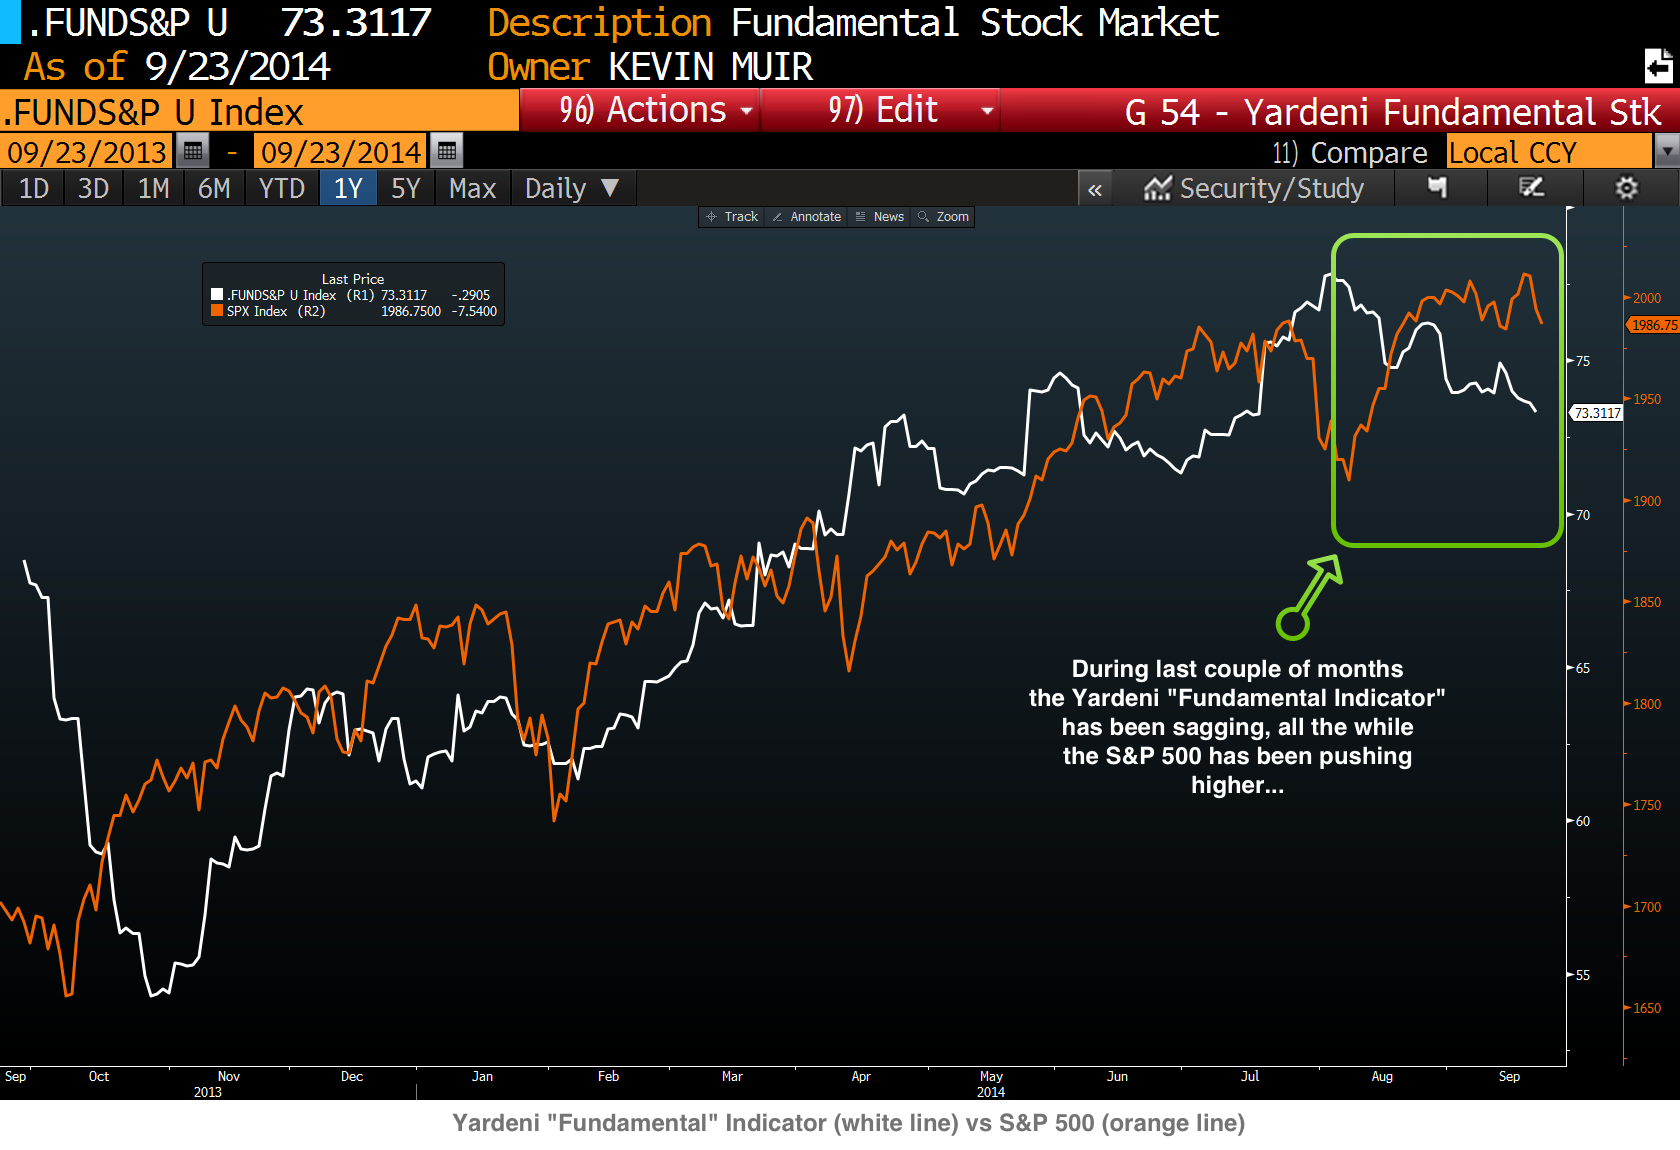 .FUNDS&P U 73.3117 Description Fundamental Stock Market
As of 9/23/2014 Owner KEVIN MUIR
.FUNDS&P U Index 96) Actions 97) Edit G 54 - Yardeni Fundamental Stk
09/23/2013 - 09/23/2014 11) Compare Local CCY
1D 3D 1M 6M YTD 1Y 5Y Max Daily ▼ « Security/Study
Track Annotate News Zoom
Last Price
.FUNDS&P U Index (R1) 73.3117 -.2905
SPX Index (R2) 1986.7500 -7.5400
2000
1986.75
75
1950
73.3117
1900
70
1850
65
1800
1750
60
1700
55
1650
During last couple of months
the Yardeni "Fundamental Indicator"
has been sagging, all the while
the S&P 500 has been pushing
higher...
Sep Oct Nov Dec Jan Feb Mar Apr May Jun Jul Aug Sep
2013 2014
Yardeni "Fundamental" Indicator (white line) vs S&P 500 (orange line)